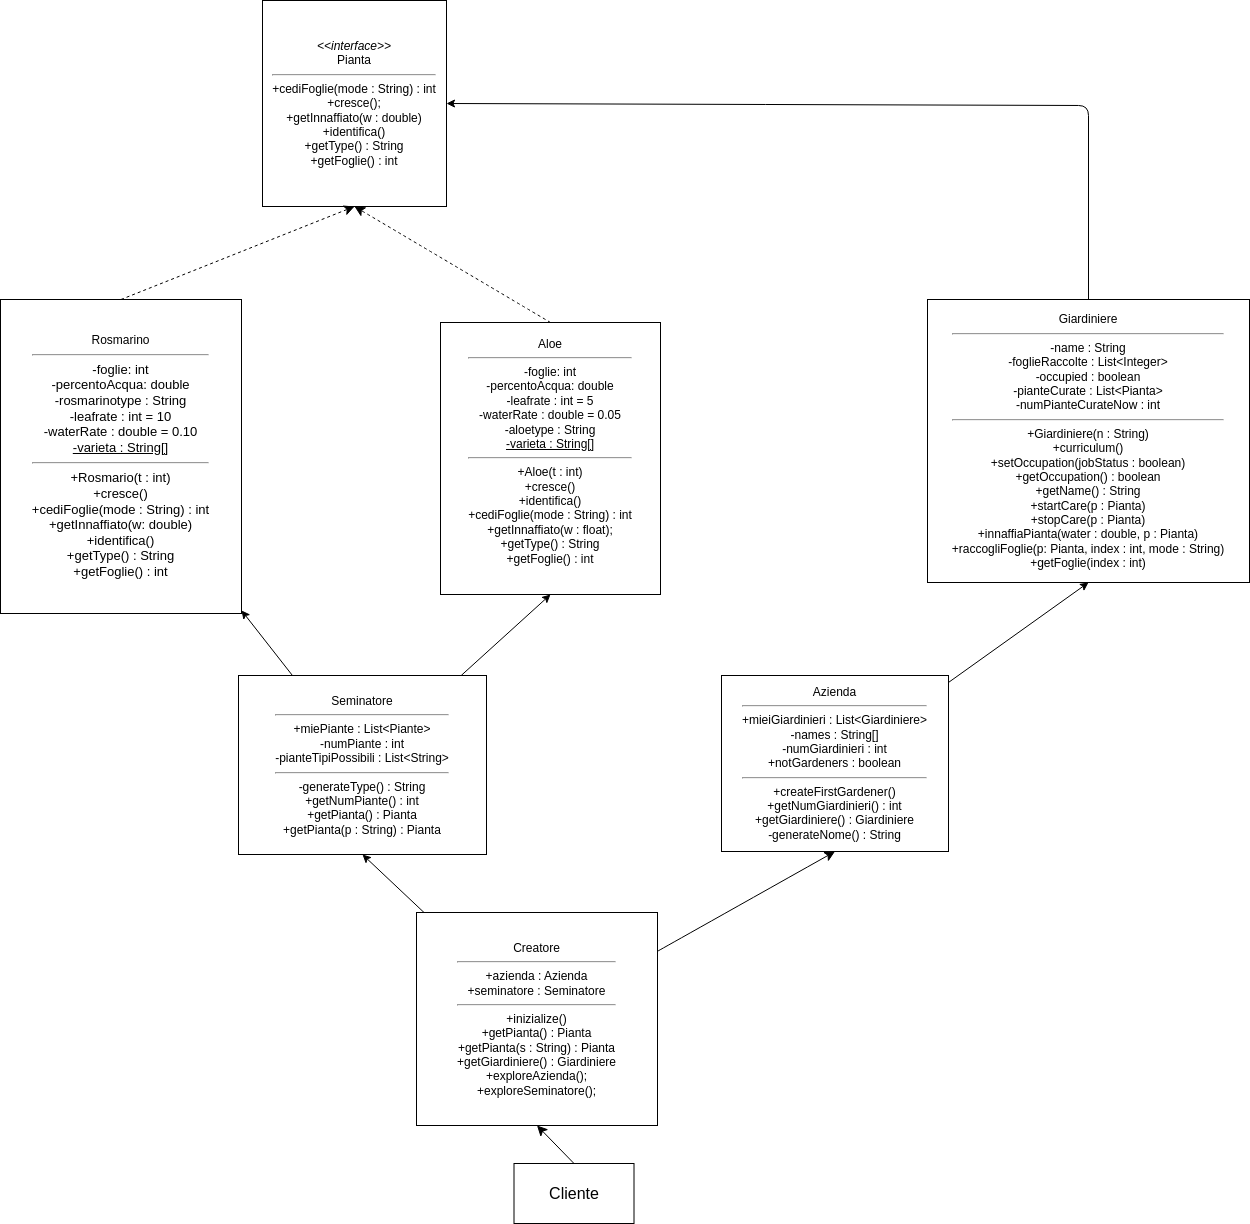 <<interface>>
Pianta
+cediFoglie(mode : String) : int
+cresce();
+getInnaffiato(w : double)
+identifica()
+getType() : String
+getFoglie() : int
Rosmarino
-foglie: int
-percentoAcqua: double
-rosmarinotype : String
-leafrate : int = 10
-waterRate : double = 0.10
-varieta : String[]
+Rosmario(t : int)
+cresce()
+cediFoglie(mode : String) : int
+getInnaffiato(w: double)
+identifica()
+getType() : String
+getFoglie() : int
Aloe
-foglie: int
-percentoAcqua: double
-leafrate : int = 5
-waterRate : double = 0.05
-aloetype : String
-varieta : String[]
+Aloe(t : int)
+cresce()
+identifica()
+cediFoglie(mode : String) : int
+getInnaffiato(w : float);
+getType() : String
+getFoglie() : int
Giardiniere
-name : String
-foglieRaccolte : List<Integer>
-occupied : boolean
-pianteCurate : List<Pianta>
-numPianteCurateNow : int
+Giardiniere(n : String)
+curriculum()
+setOccupation(jobStatus : boolean)
+getOccupation() : boolean
+getName() : String
+startCare(p : Pianta)
+stopCare(p : Pianta)
+innaffiaPianta(water : double, p : Pianta)
+raccogliFoglie(p: Pianta, index : int, mode : String)
+getFoglie(index : int)
Seminatore
+miePiante : List<Piante>
-numPiante : int
-pianteTipiPossibili : List<String>
-generateType() : String
+getNumPiante() : int
+getPianta() : Pianta
+getPianta(p : String) : Pianta
Azienda
+mieiGiardinieri : List<Giardiniere>
-names : String[]
-numGiardinieri : int
+notGardeners : boolean
+createFirstGardener()
+getNumGiardinieri() : int
+getGiardiniere() : Giardiniere
-generateNome() : String
Creatore
+azienda : Azienda
+seminatore : Seminatore
+inizialize()
+getPianta() : Pianta
+getPianta(s : String) : Pianta
+getGiardiniere() : Giardiniere
+exploreAzienda();
+exploreSeminatore();
Cliente